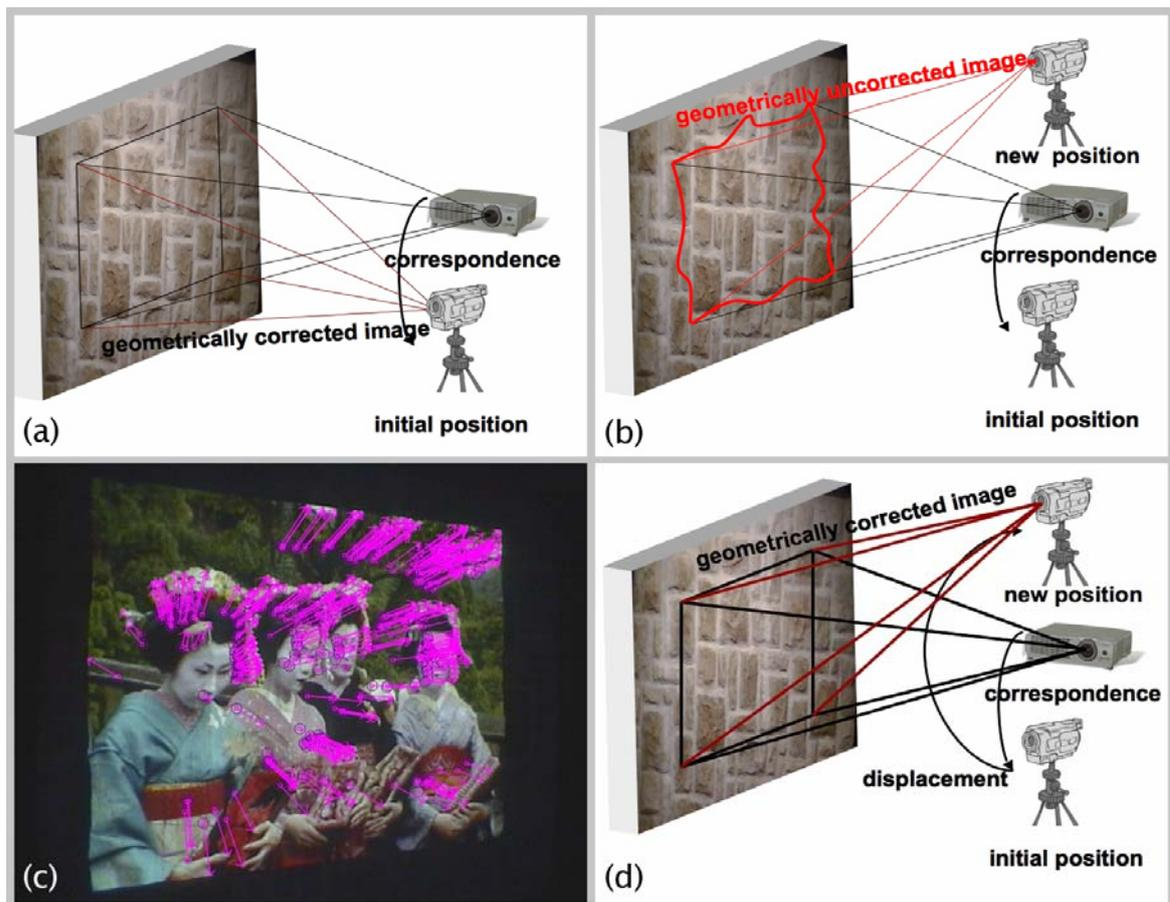 correspondence
geometrically corrected image
initial position
(a)
geometrically uncorrected image
new position
correspondence
initial position
(b)
(c)
geometrically corrected image
new position
correspondence
displacement
initial position
(d)